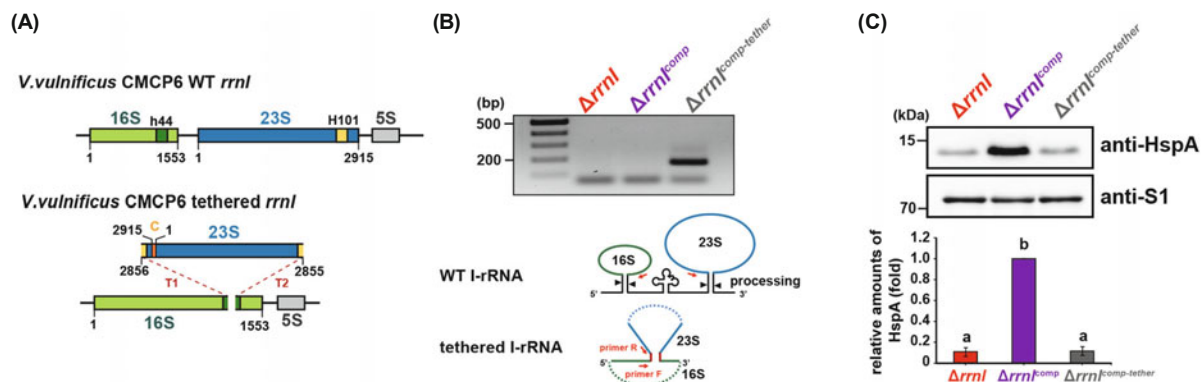 (A)
V.vulnificus CMCP6 WT rrnI
16S h44 23S H101 5S
1 1553 1 2915
V.vulnificus CMCP6 tethered rrnI
2915 C 1 23S
2856 2855
T1 T2
1 16S 1553 5S
(B)
ΔrrnI ΔrrnIcomp ΔrrnIcomp-tether
(bp)
500
200
WT I-rRNA
16S 23S
processing
5' 3'
tethered I-rRNA
23S
primer R
5' 3'
primer F
16S
(C)
ΔrrnI ΔrrnIcomp ΔrrnIcomp-tether
(kDa)
15 anti-HspA
70 anti-S1
relative amounts of
HspA (fold)
1.2
1.0
0.8
0.6
0.4
0.2
0
a b a
ΔrrnI ΔrrnIcomp ΔrrnIcomp-tether